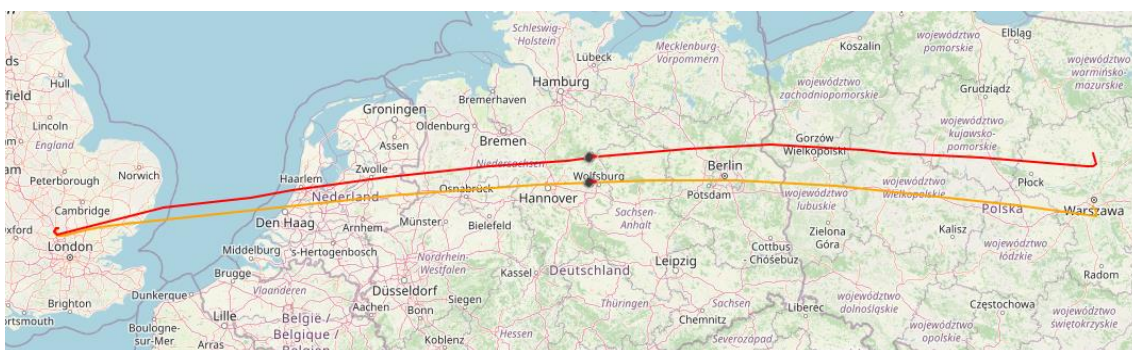 Schleswig-
Holstein
Mecklenburg-
Vorpommern
Lübeck
Koszalin
województwo
pomorskie
Elbląg
województwo
warmińsko-
mazurskie
Hull
Hamburg
województwo
zachodniopomorskie
Grudziądz
Bremerhaven
Groningen
Lincoln
England
Oldenburg
Bremen
Assen
Gorzów
Wielkopolski
województwo
kujawsko-
pomorskie
Peterborough
Norwich
Haarlem
Zwolle
Niedersachsen
Wolfsburg
Berlin
Płock
Nederland
Osnabrück
Hannover
Potsdam
województwo
lubuskie
województwo
Wielkopolskie
Cambridge
Den Haag
Arnhem
Münster
Bielefeld
Sachsen-
Anhalt
Polska
Warszawa
Oxford
London
Middelburg
's-Hertogenbosch
Cottbus
Chóśebuz
Zielona
Góra
Kalisz
województwo
łódzkie
Brugge
Nordrhein-
Westfalen
Kassel
Deutschland
Leipzig
Radom
Brighton
Dunkerque
Vlaanderen
Düsseldorf
Siegen
Thüringen
Sachsen
Liberec
województwo
dolnośląskie
Częstochowa
województwo
świętokrzyskie
Boulogne-
sur-Mer
Lille
België /
Belgique /
Aachen
Bonn
Chemnitz
Arras
Koblenz
Hessen
Severozápad
województwo
opolskie